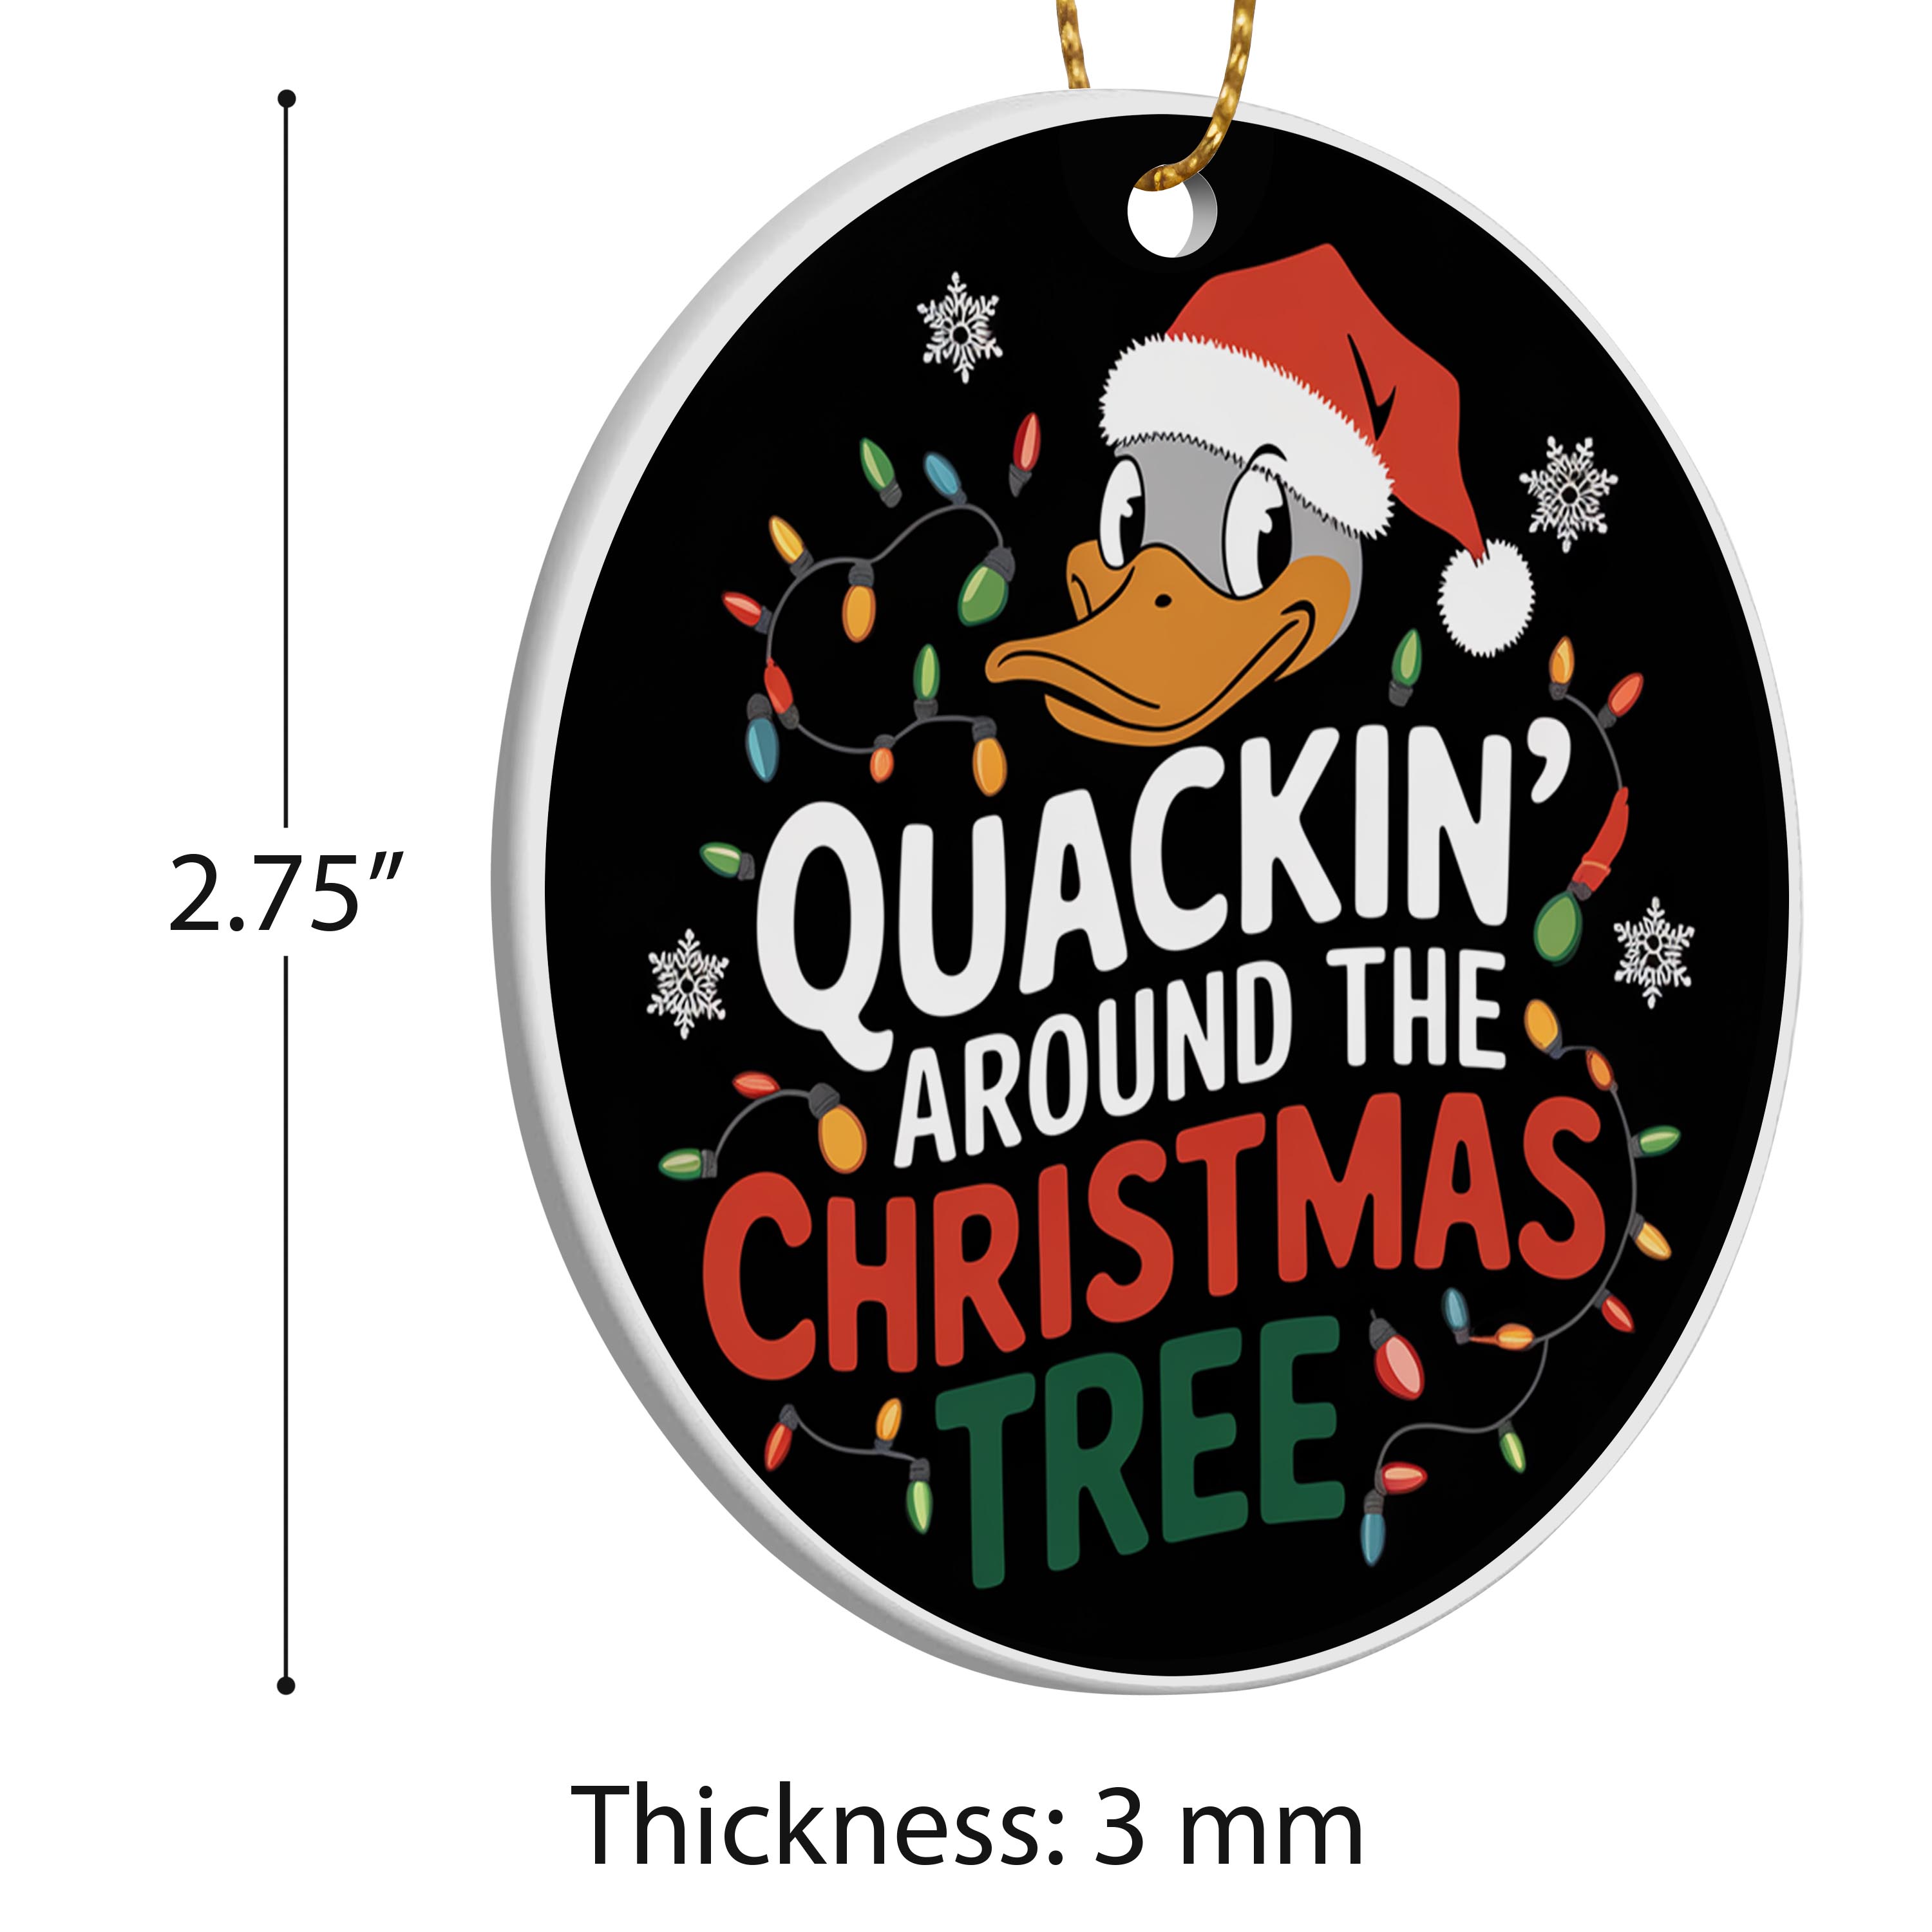 2.75"
QUACKIN’
AROUND THE
CHRISTMAS
TREE
Thickness: 3 mm